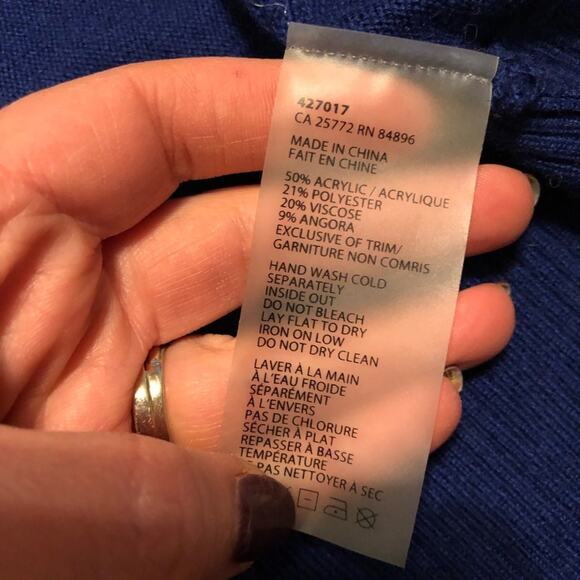 427017
CA 25772 RN 84896
MADE IN CHINA
FAIT EN CHINE
50% ACRYLIC / ACRYLIQUE
21% POLYESTER
20% VISCOSE
9% ANGORA
EXCLUSIVE OF TRIM/
GARNITURE NON COMRIS
HAND WASH COLD
SEPARATELY
INSIDE OUT
DO NOT BLEACH
LAY FLAT TO DRY
IRON ON LOW
DO NOT DRY CLEAN
LAVER À LA MAIN
À L'EAU FROIDE
SÉPARÉMENT
À L'ENVERS
PAS DE CHLORURE
SÉCHER À PLAT
REPASSER À BASSE
TEMPÉRATURE
PAS NETTOYER À SEC